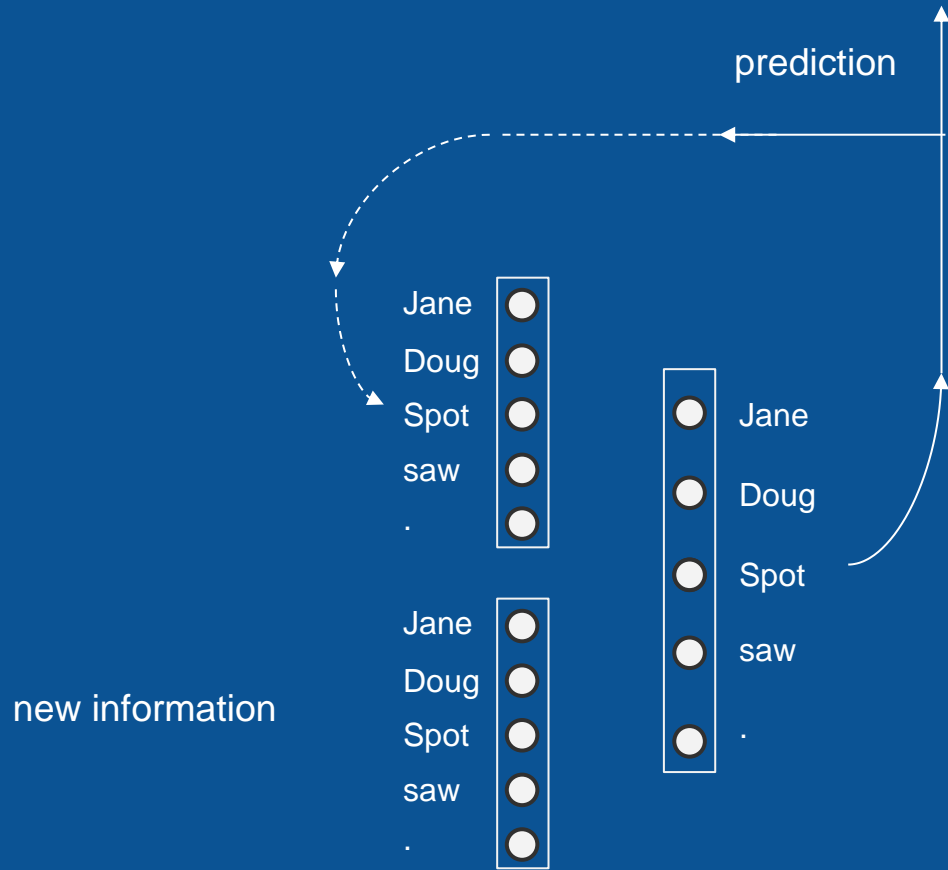 prediction
Jane
Doug
Spot
saw
.
Jane
Doug
Spot
saw
.
new information
Jane
Doug
Spot
saw
.